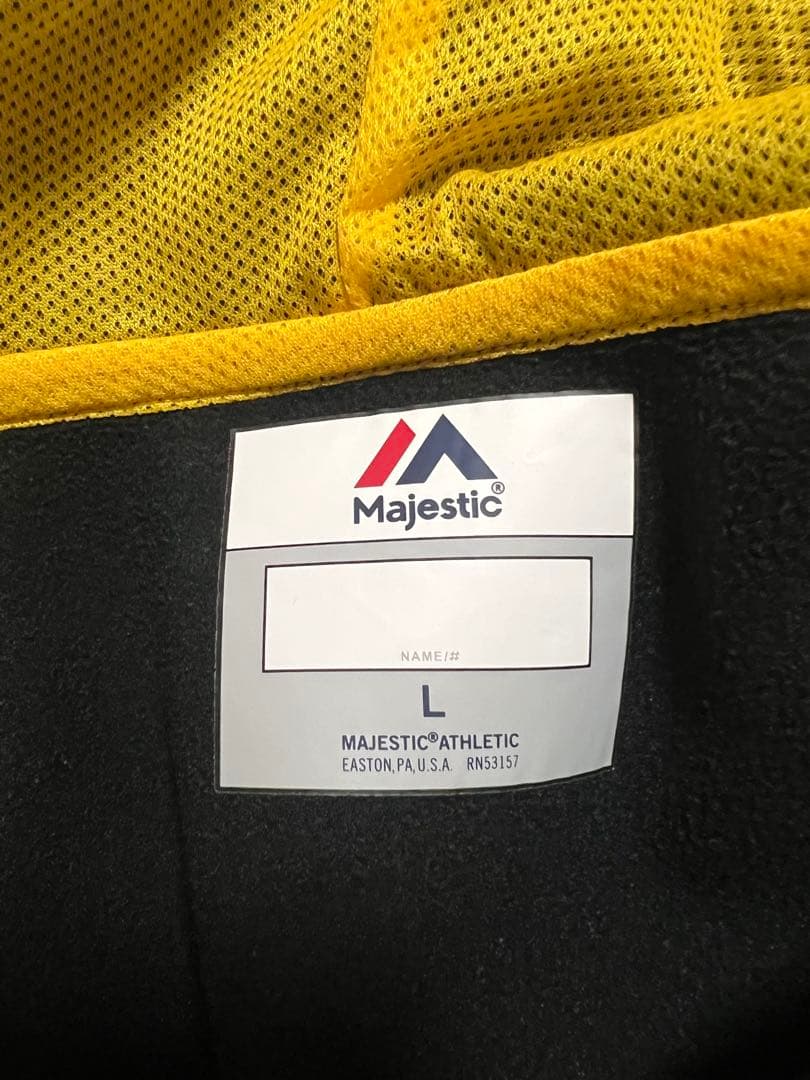 Majestic®
NAME/#
L
MAJESTIC®ATHLETIC
EASTON, PA, U.S.A. RN53157